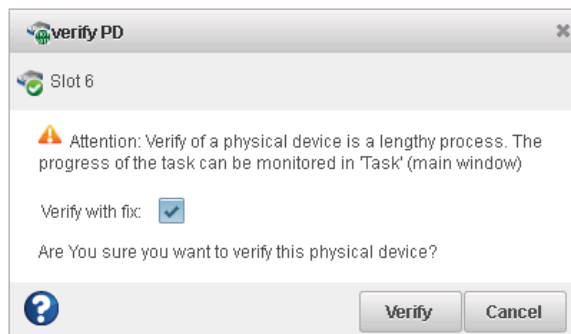 verify PD
Slot 6
Attention: Verify of a physical device is a lengthy process. The
progress of the task can be monitored in 'Task' (main window)
Verify with fix:
Are You sure you want to verify this physical device?
?
Verify Cancel